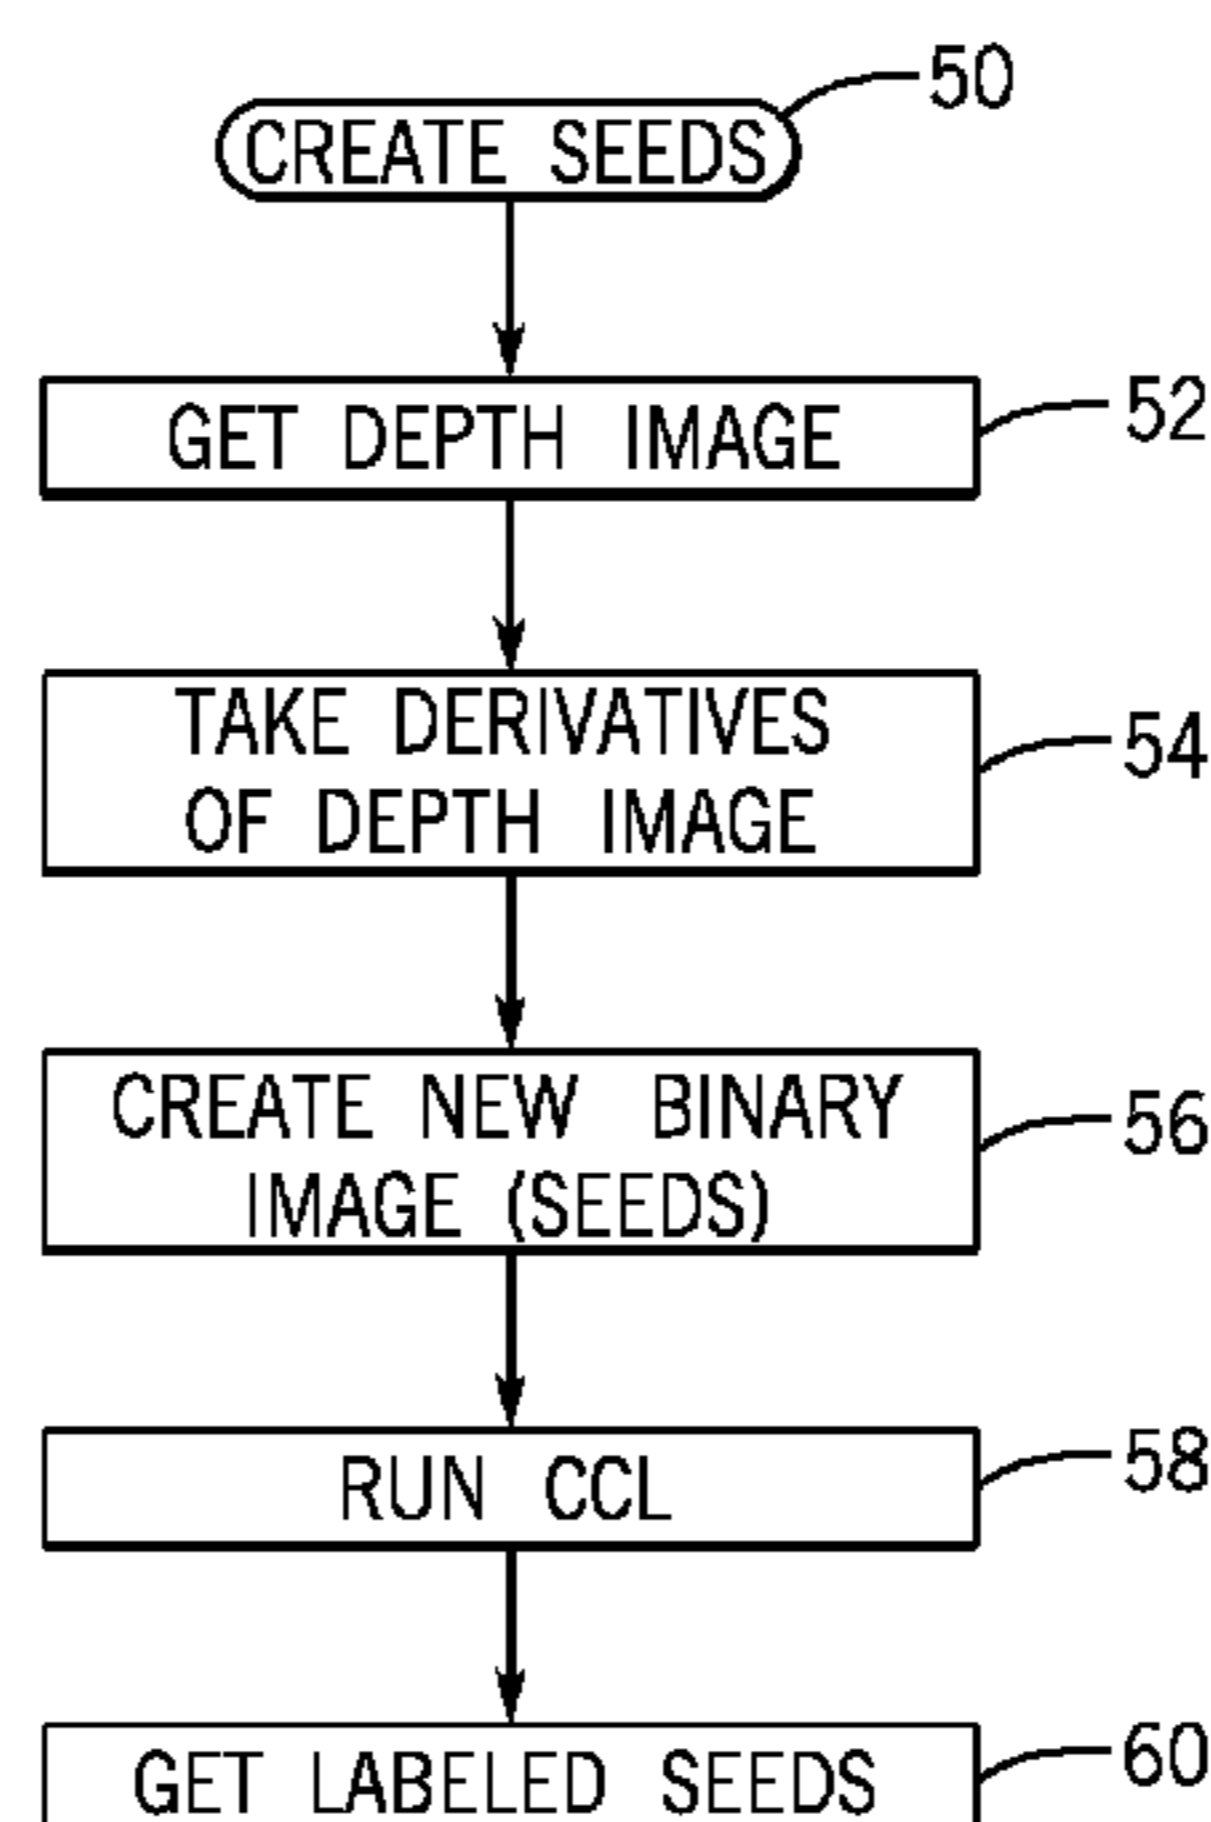 50
CREATE SEEDS
GET DEPTH IMAGE
52
TAKE DERIVATIVES
OF DEPTH IMAGE
54
CREATE NEW BINARY
IMAGE (SEEDS)
56
RUN CCL
58
GET LABELED SEEDS
60